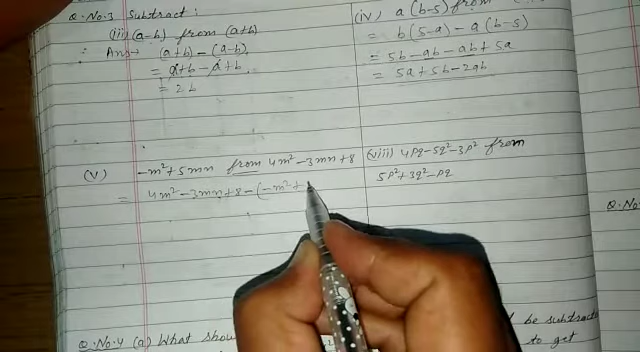 Q.No.3 Subtract:
(iii) (a-b) from (a+b)
Ans→ (a+b) - (a-b)
= a+b - a+b
= 2b
(iv) a(b-5) from
= b(5-a) - a(b-5)
= 5b - ab - ab + 5a
= 5a + 5b - 2ab
(v) -m²+5mn from 4m²-3mn+8
= 4m²-3mn+8-(-m²+
(viii) 4pq-5q²-3p² from
5p²+3q²-pq
Q.No
Q.No.4 (a) What shou
d be subtract
to get